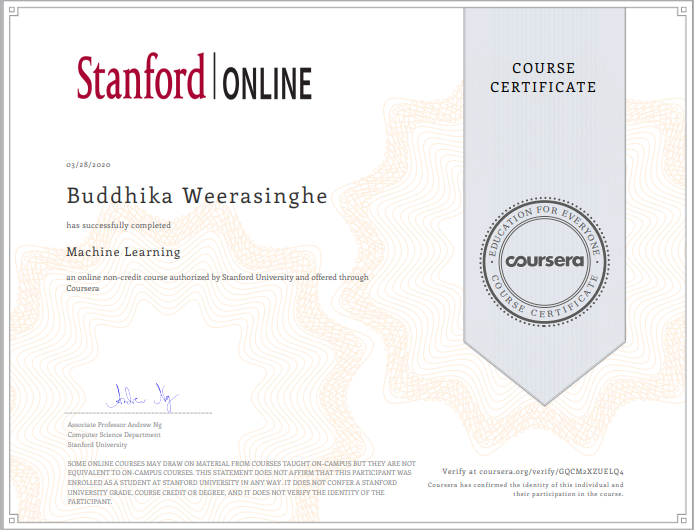 Stanford | ONLINE
COURSE
CERTIFICATE
03/28/2020
Buddhika Weerasinghe
has successfully completed
Machine Learning
an online non-credit course authorized by Stanford University and offered through
Coursera
EDUCATION FOR EVERYONE
coursera
COURSE CERTIFICATE
Associate Professor Andrew Ng
Computer Science Department
Stanford University
SOME ONLINE COURSES MAY DRAW ON MATERIAL FROM COURSES TAUGHT ON-CAMPUS BUT THEY ARE NOT
EQUIVALENT TO ON-CAMPUS COURSES. THIS STATEMENT DOES NOT AFFIRM THAT THIS PARTICIPANT WAS
ENROLLED AS A STUDENT AT STANFORD UNIVERSITY IN ANY WAY. IT DOES NOT CONFER A STANFORD
UNIVERSITY GRADE, COURSE CREDIT OR DEGREE, AND IT DOES NOT VERIFY THE IDENTITY OF THE
PARTICIPANT.
Verify at coursera.org/verify/GQCM2XZUELQ4
Coursera has confirmed the identity of this individual and
their participation in the course.